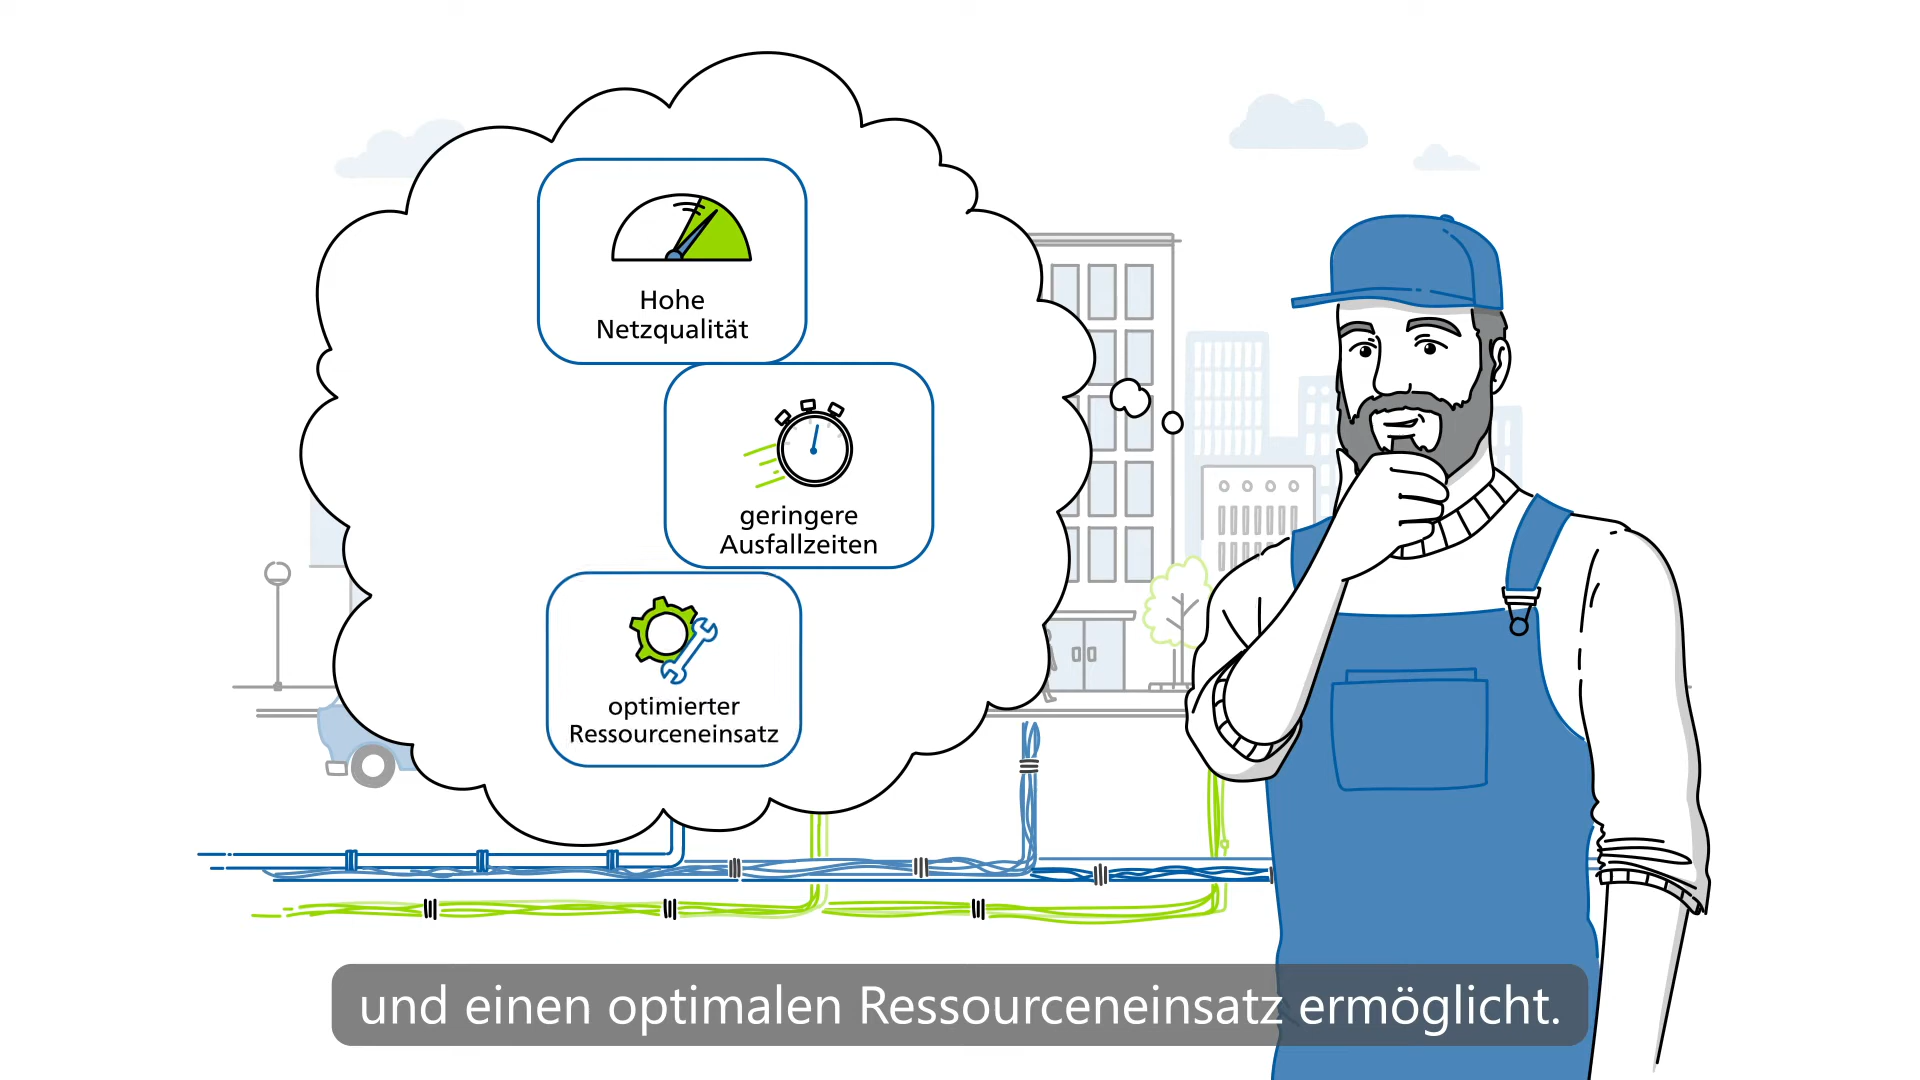 Hohe
Netzqualität
geringere
Ausfallzeiten
optimierter
Ressourceneinsatz
und einen optimalen Ressourceneinsatz ermöglicht.